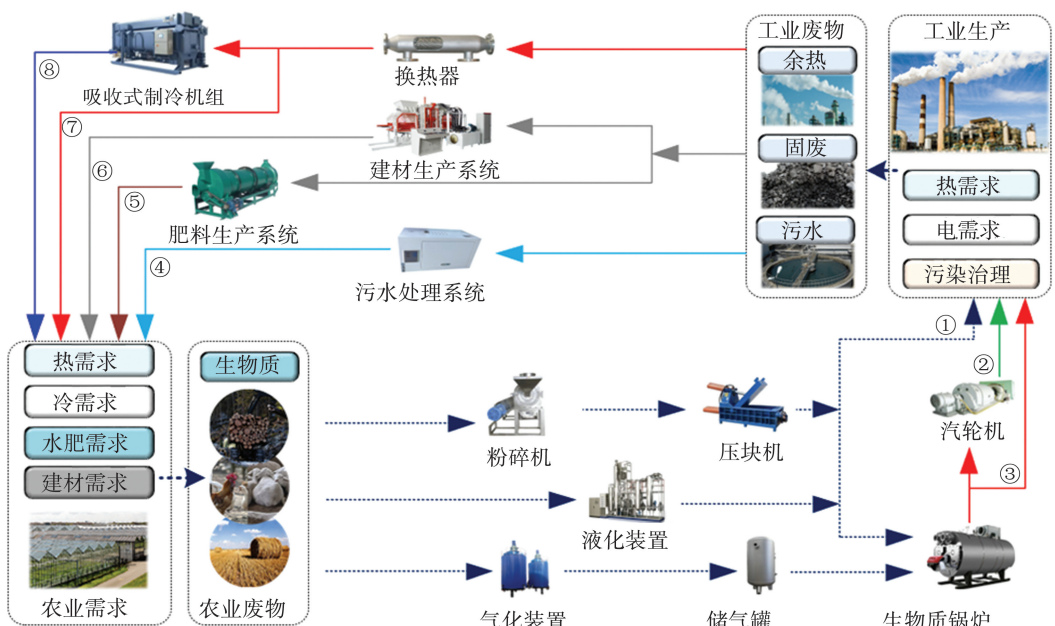 工业废物
工业生产
余热
换热器
⑧
吸收式制冷机组
⑦
固废
建材生产系统
⑥
热需求
⑤
肥料生产系统
污水
电需求
④
污水处理系统
污染治理
①
热需求
生物质
②
冷需求
水肥需求
粉碎机
压块机
汽轮机
建材需求
③
液化装置
农业需求
农业废物
气化装置
储气罐
生物质锅炉